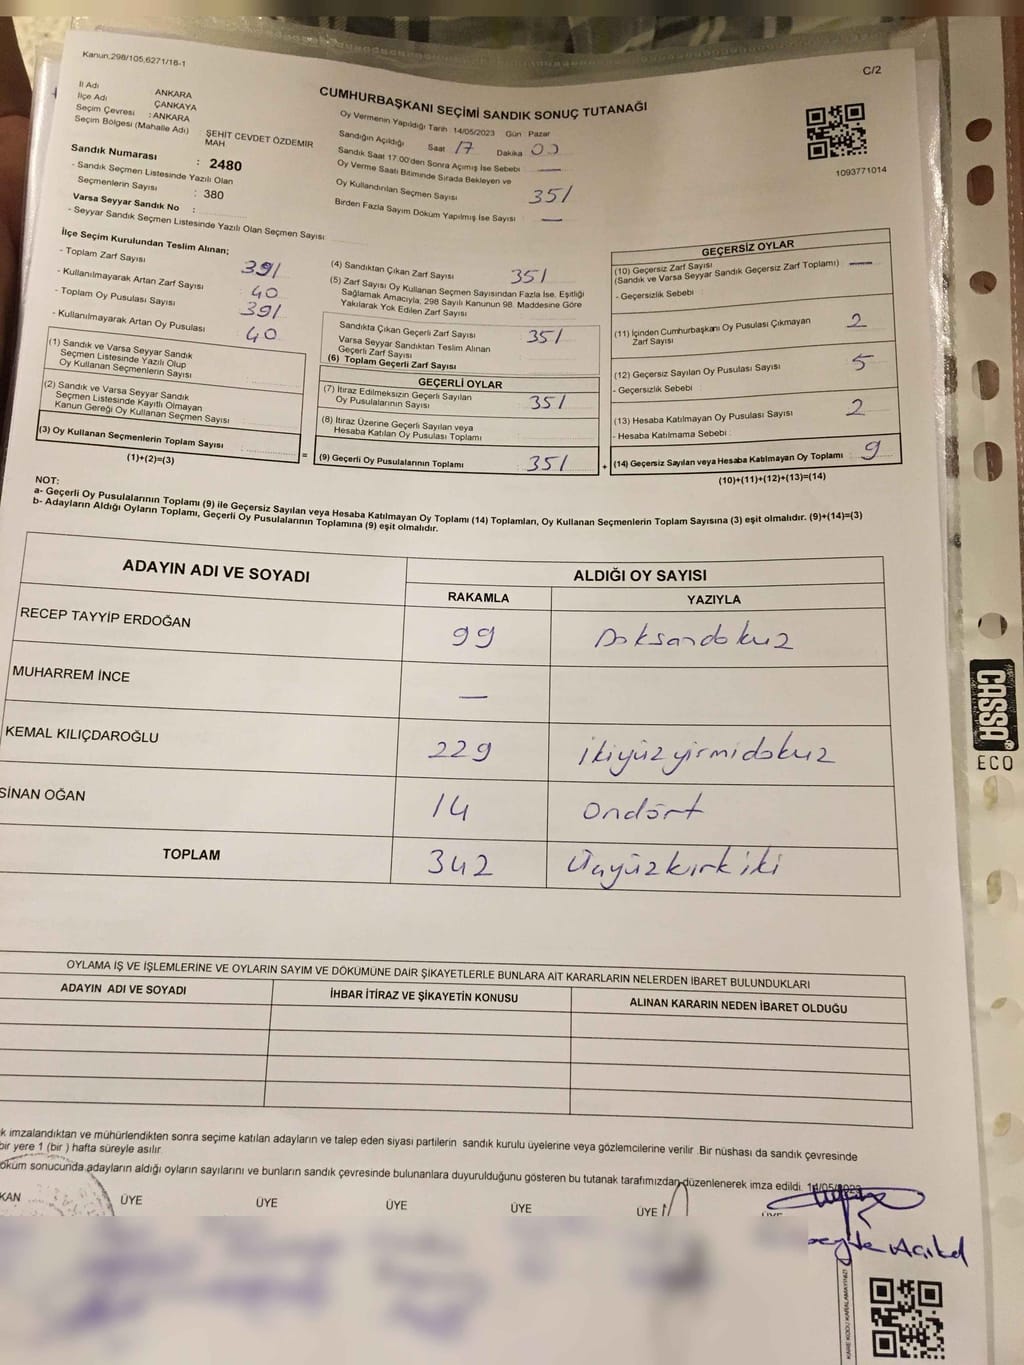 Kanun.298/105,6271/18-1
C/2
CUMHURBAŞKANI SEÇİMİ SANDIK SONUÇ TUTANAĞI
İl Adı ANKARA
İlçe Adı ÇANKAYA
Seçim Çevresi : ANKARA
Seçim Bölgesi (Mahalle Adı) : ŞEHİT CEVDET ÖZDEMİR MAH
Sandık Numarası : 2480
- Sandık Seçmen Listesinde Yazılı Olan
Seçmenlerin Sayısı : 380
Varsa Seyyar Sandık No :
- Seyyar Sandık Seçmen Listesinde Yazılı Olan Seçmen Sayısı:
Oy Vermenin Yapıldığı Tarih 14/05/2023 Gün Pazar
Sandığın Açıldığı Saat 17 Dakika 00
Sandık Saat 17.00'den Sonra Açımış İse Sebebi —
Oy Verme Saati Bitiminde Sırada Bekleyen ve
Oy Kullandırılan Seçmen Sayısı 351
Birden Fazla Sayım Döküm Yapılmış İse Sayısı —
1093771014
İlçe Seçim Kurulundan Teslim Alınan;
- Toplam Zarf Sayısı 391
- Kullanılmayarak Artan Zarf Sayısı 40
- Toplam Oy Pusulası Sayısı 391
- Kullanılmayarak Artan Oy Pusulası 40
(1) Sandık ve Varsa Seyyar Sandık
Seçmen Listesinde Yazılı Olup
Oy Kullanan Seçmenlerin Sayısı :
(2) Sandık ve Varsa Seyyar Sandık
Seçmen Listesinde Kayıtlı Olmayan
Kanun Gereği Oy Kullanan Seçmen Sayısı :
(3) Oy Kullanan Seçmenlerin Toplam Sayısı :
(1)+(2)=(3)
=
(4) Sandıktan Çıkan Zarf Sayısı 351
(5) Zarf Sayısı Oy Kullanan Seçmen Sayısından Fazla İse, Eşitliği
Sağlamak Amacıyla, 298 Sayılı Kanunun 98. Maddesine Göre
Yakılarak Yok Edilen Zarf Sayısı
Sandıkta Çıkan Geçerli Zarf Sayısı 351
Varsa Seyyar Sandıktan Teslim Alınan
Geçerli Zarf Sayısı
(6) Toplam Geçerli Zarf Sayısı
GEÇERLİ OYLAR
(7) İtiraz Edilmeksizin Geçerli Sayılan
Oy Pusulalarının Sayısı 351
(8) İtiraz Üzerine Geçerli Sayılan veya
Hesaba Katılan Oy Pusulası Toplamı
(9) Geçerli Oy Pusulalarının Toplamı 351
+
GEÇERSİZ OYLAR
(10) Geçersiz Zarf Sayısı
(Sandık ve Varsa Seyyar Sandık Geçersiz Zarf Toplamı) —
- Geçersizlik Sebebi :
(11) İçinden Cumhurbaşkanı Oy Pusulası Çıkmayan
Zarf Sayısı 2
(12) Geçersiz Sayılan Oy Pusulası Sayısı 5
- Geçersizlik Sebebi :
(13) Hesaba Katılmayan Oy Pusulası Sayısı 2
- Hesaba Katılmama Sebebi :
(14) Geçersiz Sayılan veya Hesaba Katılmayan Oy Toplamı : 9
(10)+(11)+(12)+(13)=(14)
NOT:
a- Geçerli Oy Pusulalarının Toplamı (9) ile Geçersiz Sayılan veya Hesaba Katılmayan Oy Toplamı (14) Toplamları, Oy Kullanan Seçmenlerin Toplam Sayısına (3) eşit olmalıdır. (9)+(14)=(3)
b- Adayların Aldığı Oyların Toplamı, Geçerli Oy Pusulalarının Toplamına (9) eşit olmalıdır.
ADAYIN ADI VE SOYADI ALDIĞI OY SAYISI
RAKAMLA YAZIYLA
RECEP TAYYİP ERDOĞAN 99 Doksandokuz
MUHARREM İNCE —
KEMAL KILIÇDAROĞLU 229 ikiyüzyirmidokuz
SİNAN OĞAN 14 ondört
TOPLAM 342 üçyüzkırkiki
OYLAMA İŞ VE İŞLEMLERİNE VE OYLARIN SAYIM VE DÖKÜMÜNE DAİR ŞİKAYETLERLE BUNLARA AİT KARARLARIN NELERDEN İBARET BULUNDUKLARI
ADAYIN ADI VE SOYADI İHBAR İTİRAZ VE ŞİKAYETİN KONUSU ALINAN KARARIN NEDEN İBARET OLDUĞU
k imzalandıktan ve mühürlendikten sonra seçime katılan adayların ve talep eden siyasi partilerin sandık kurulu üyelerine veya gözlemcilerine verilir .Bir nüshası da sandık çevresinde
bir yere 1 (bir ) hafta süreyle asılır.
döküm sonucunda,adayların aldığı oyların sayılarını ve bunların sandık çevresinde bulunanlara duyurulduğunu gösteren bu tutanak tarafımızdan düzenlenerek imza edildi. 14/05/2023
KAN ÜYE ÜYE ÜYE ÜYE ÜYE ÜYE
CASSA
ECO